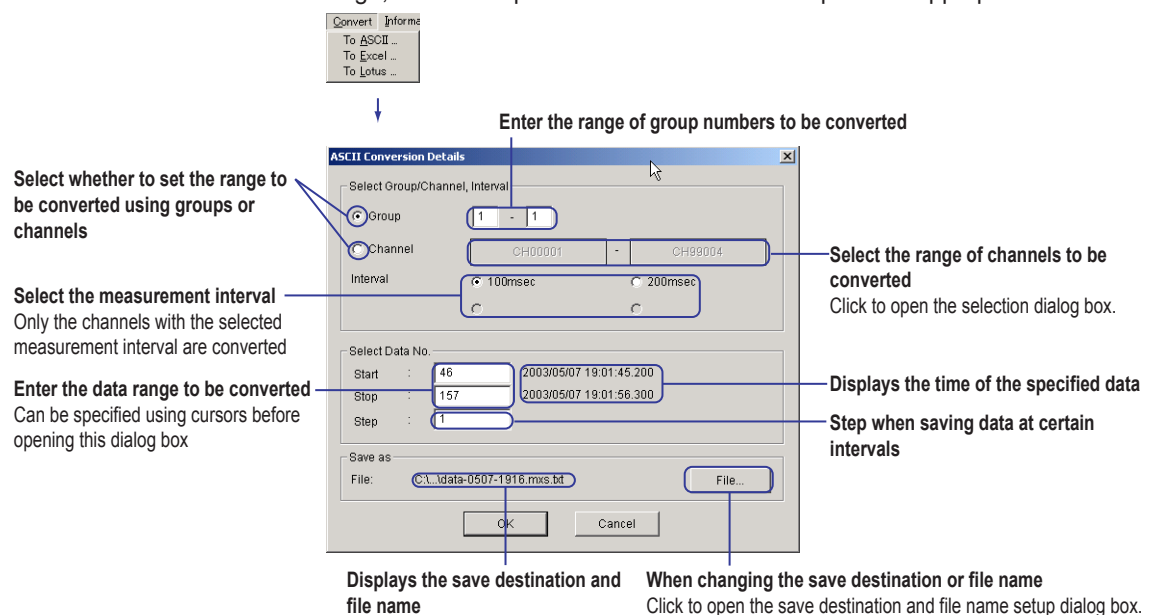 Convert Informa
To ASCII ...
To Excel ...
To Lotus ...
Enter the range of group numbers to be converted
ASCII Conversion Details
Select whether to set the range to
be converted using groups or
channels
Select Group/Channel, Interval
Group 1 - 1
Channel CH00001 - CH99004
Select the range of channels to be
converted
Click to open the selection dialog box.
Interval 100msec 200msec
Select the measurement interval
Only the channels with the selected
measurement interval are converted
Select Data No.
Start : 46 2003/05/07 19:01:45.200
Stop : 157 2003/05/07 19:01:56.300
Step : 1
Enter the data range to be converted
Can be specified using cursors before
opening this dialog box
Displays the time of the specified data
Step when saving data at certain
intervals
Save as
File: C:\...\data-0507-1916.mxs.txt File...
OK Cancel
Displays the save destination and
file name
When changing the save destination or file name
Click to open the save destination and file name setup dialog box.